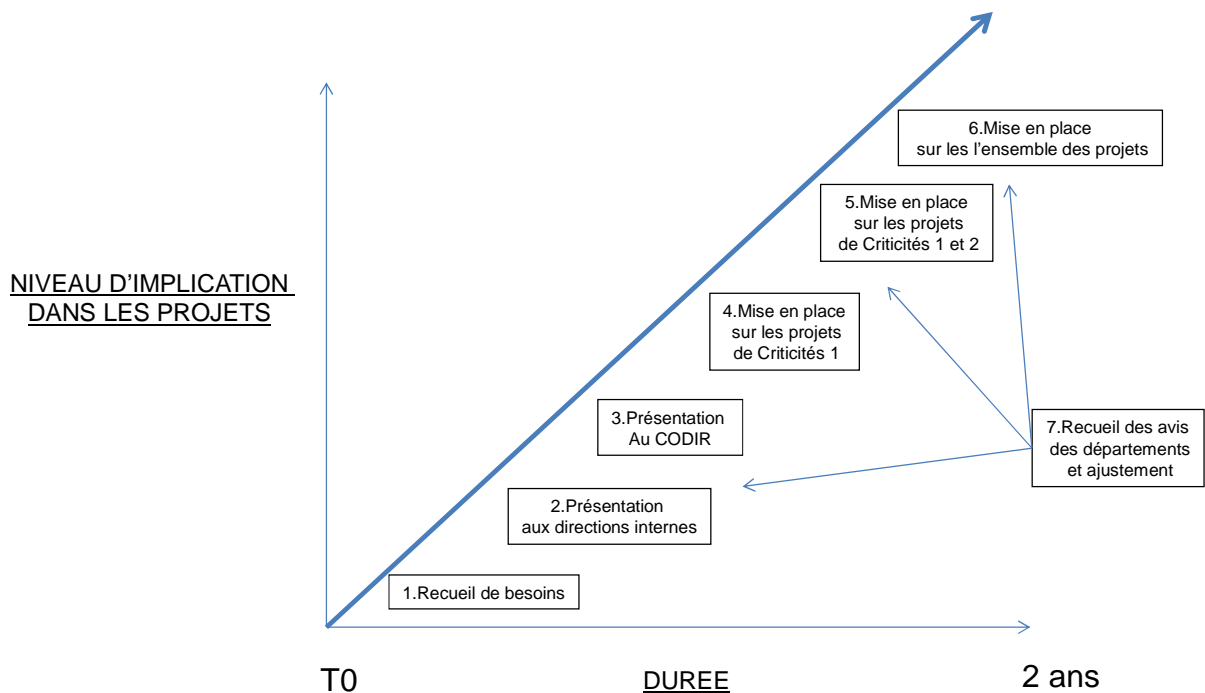 6.Mise en place
sur les l’ensemble des projets
5.Mise en place
sur les projets
de Criticités 1 et 2
NIVEAU D’IMPLICATION
DANS LES PROJETS
4.Mise en place
sur les projets
de Criticités 1
3.Présentation
Au CODIR
7.Recueil des avis
des départements
et ajustement
2.Présentation
aux directions internes
1.Recueil de besoins
T0
DUREE
2 ans